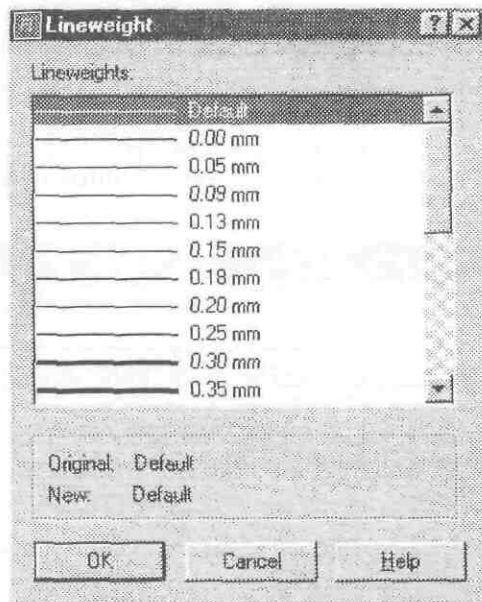 Lineweight
Lineweights:
Default
0.00 mm
0.05 mm
0.09 mm
0.13 mm
0.15 mm
0.18 mm
0.20 mm
0.25 mm
0.30 mm
0.35 mm
Original: Default
New: Default
OK Cancel Help